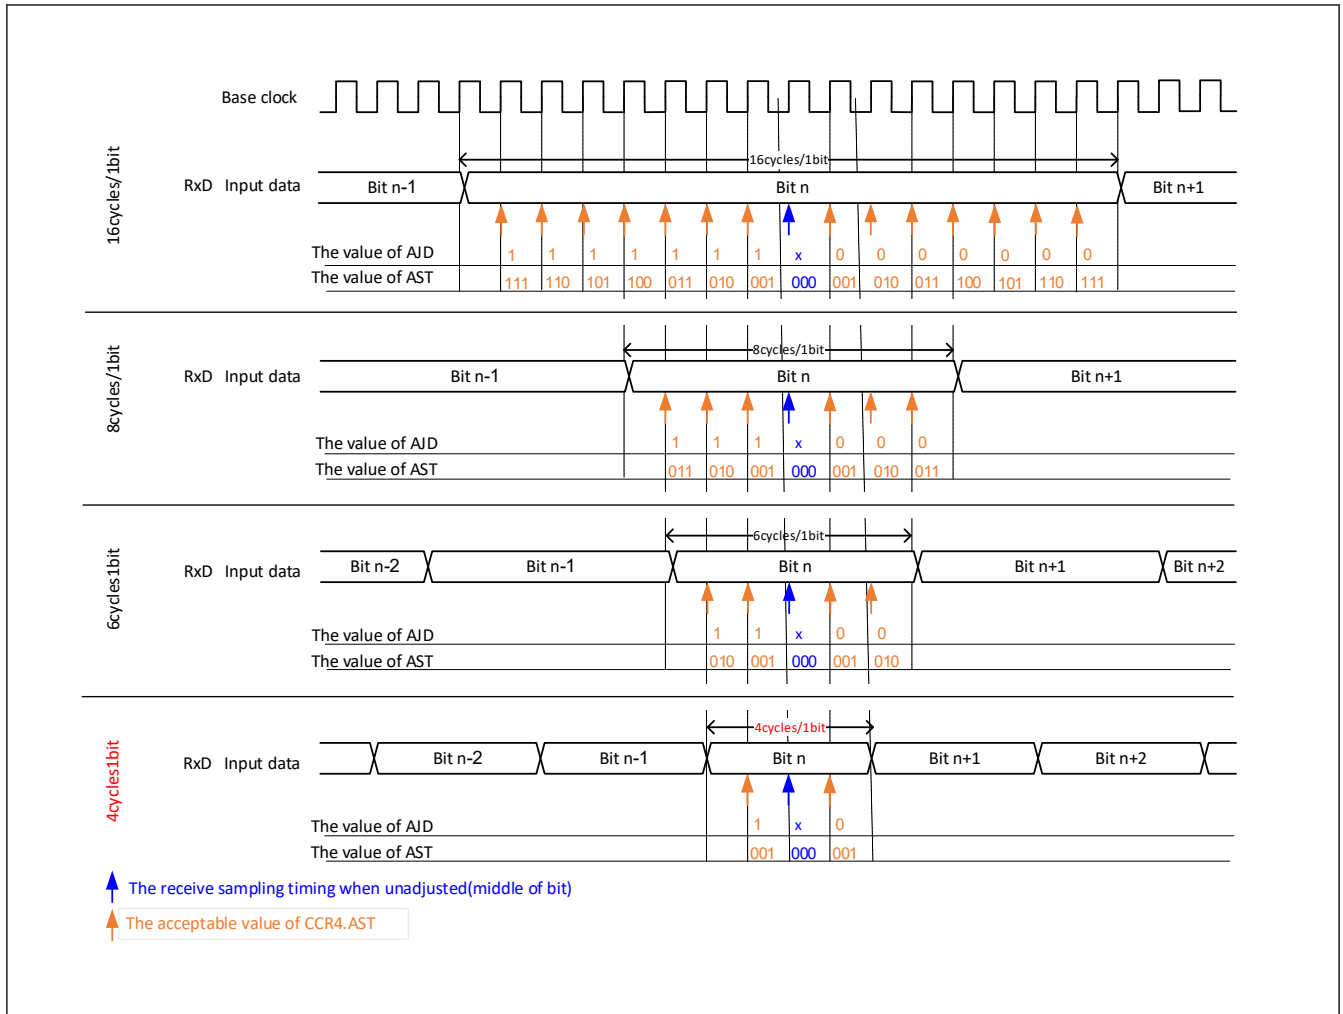 Base clock
16cycles/1bit
16cycles/1bit
RxD Input data Bit n-1 Bit n Bit n+1
The value of AJD 1 1 1 1 1 1 1 x 0 0 0 0 0 0 0
The value of AST 111 110 101 100 011 010 001 000 001 010 011 100 101 110 111
8cycles/1bit
8cycles/1bit
RxD Input data Bit n-1 Bit n Bit n+1
The value of AJD 1 1 1 x 0 0 0
The value of AST 011 010 001 000 001 010 011
6cycles1bit
6cycles/1bit
RxD Input data Bit n-2 Bit n-1 Bit n Bit n+1 Bit n+2
The value of AJD 1 1 x 0 0
The value of AST 010 001 000 001 010
4cycles1bit
4cycles/1bit
RxD Input data Bit n-2 Bit n-1 Bit n Bit n+1 Bit n+2
The value of AJD 1 x 0
The value of AST 001 000 001
The receive sampling timing when unadjusted(middle of bit)
The acceptable value of CCR4.AST